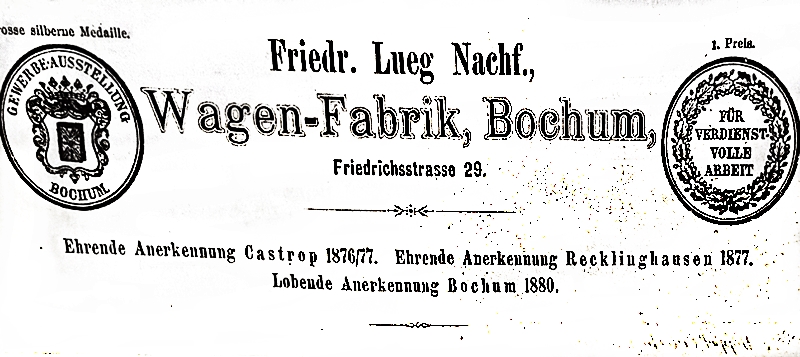 Grosse silberne Medaille.
1. Preis.
GEWERBE-AUSSTELLUNG
BOCHUM
FÜR
VERDIENST-
VOLLE
ARBEIT
Friedr. Lueg Nachf.,
Wagen-Fabrik, Bochum,
Friedrichsstrasse 29.
Ehrende Anerkennung Castrop 1876/77. Ehrende Anerkennung Recklinghausen 1877.
Lobende Anerkennung Bochum 1880.